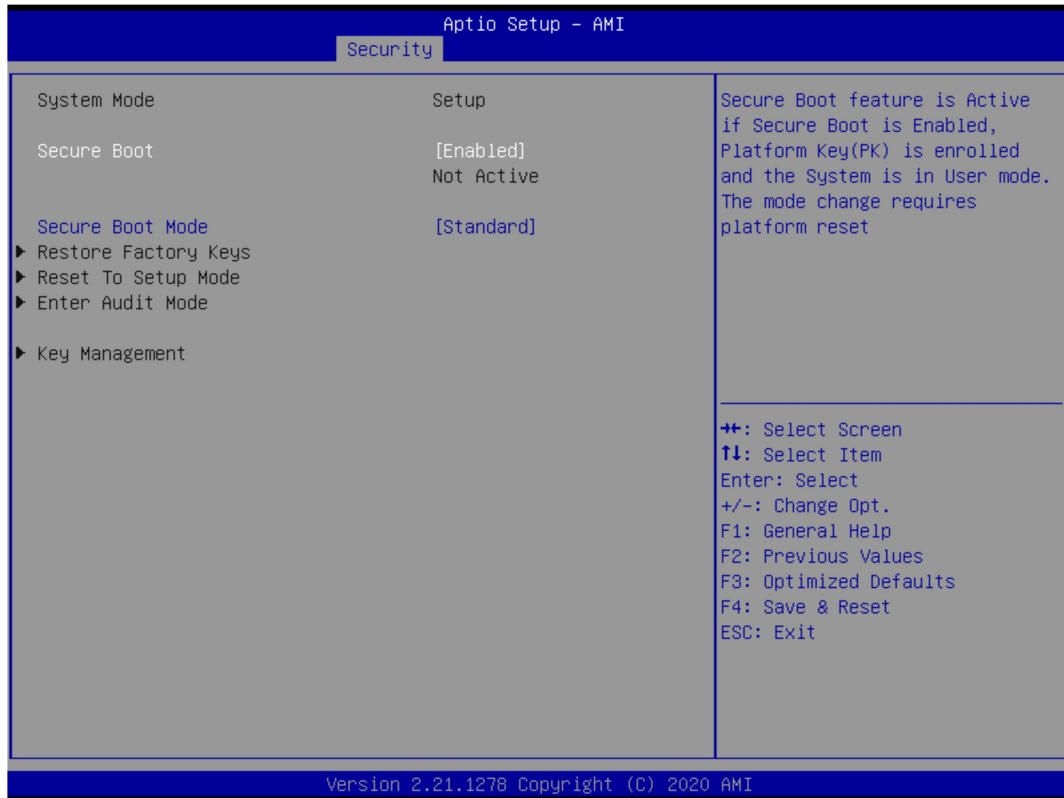 Aptio Setup – AMI
Security
System Mode Setup
Secure Boot [Enabled]
Not Active
Secure Boot Mode [Standard]
▶ Restore Factory Keys
▶ Reset To Setup Mode
▶ Enter Audit Mode
▶ Key Management
Secure Boot feature is Active
if Secure Boot is Enabled,
Platform Key(PK) is enrolled
and the System is in User mode.
The mode change requires
platform reset
→←: Select Screen
↑↓: Select Item
Enter: Select
+/-: Change Opt.
F1: General Help
F2: Previous Values
F3: Optimized Defaults
F4: Save & Reset
ESC: Exit
Version 2.21.1278 Copyright (C) 2020 AMI